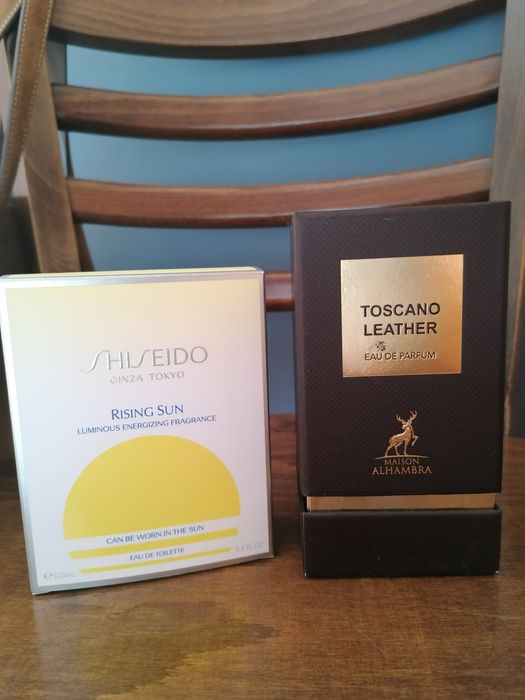 SHISEIDO
GINZA TOKYO
RISING SUN
LUMINOUS ENERGIZING FRAGRANCE
CAN BE WORN IN THE SUN
EAU DE TOILETTE
℮100mL 3.3 FL.OZ.
TOSCANO
LEATHER
EAU DE PARFUM
MAISON
ALHAMBRA